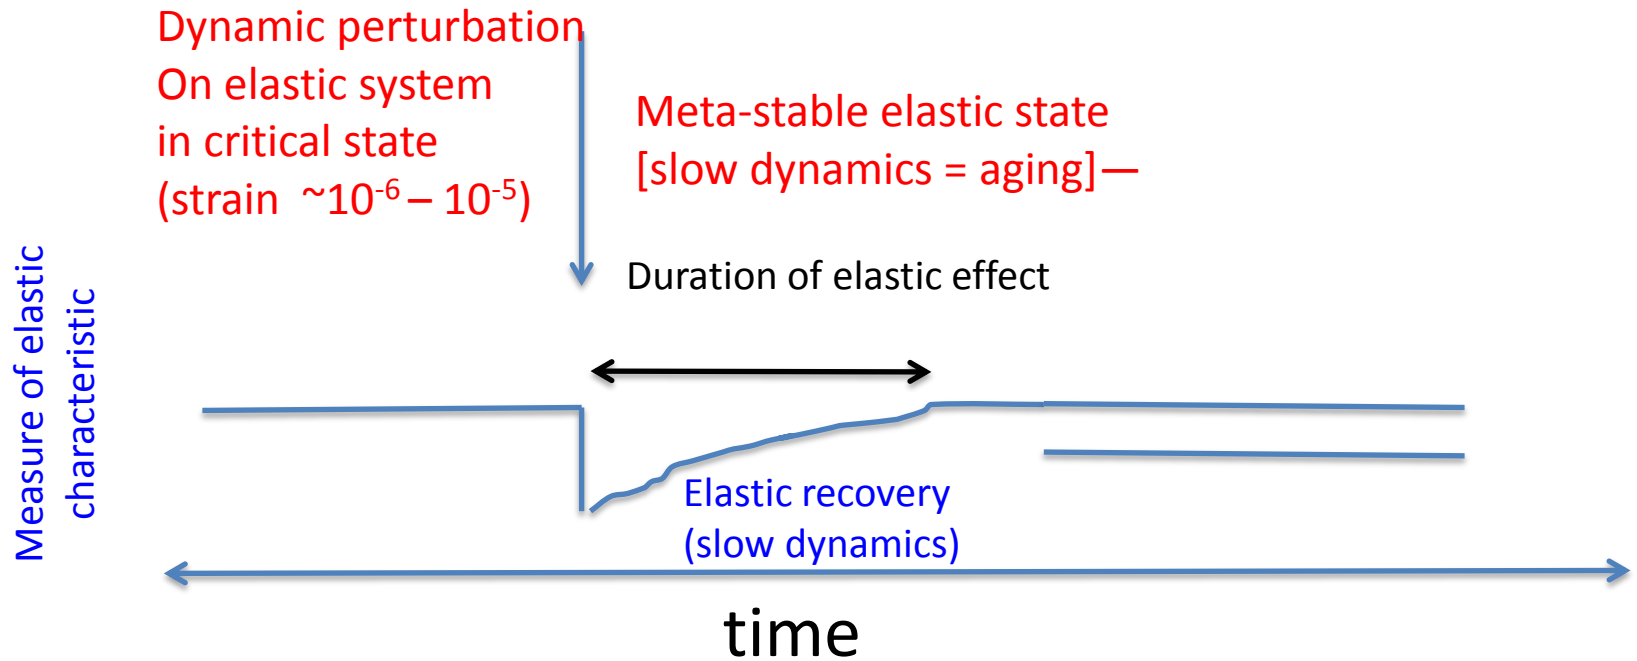 Dynamic perturbation
On elastic system
in critical state
(strain ~10⁻⁶ – 10⁻⁵)
Meta-stable elastic state
[slow dynamics = aging]—
Duration of elastic effect
Measure of elastic
characteristic
Elastic recovery
(slow dynamics)
time